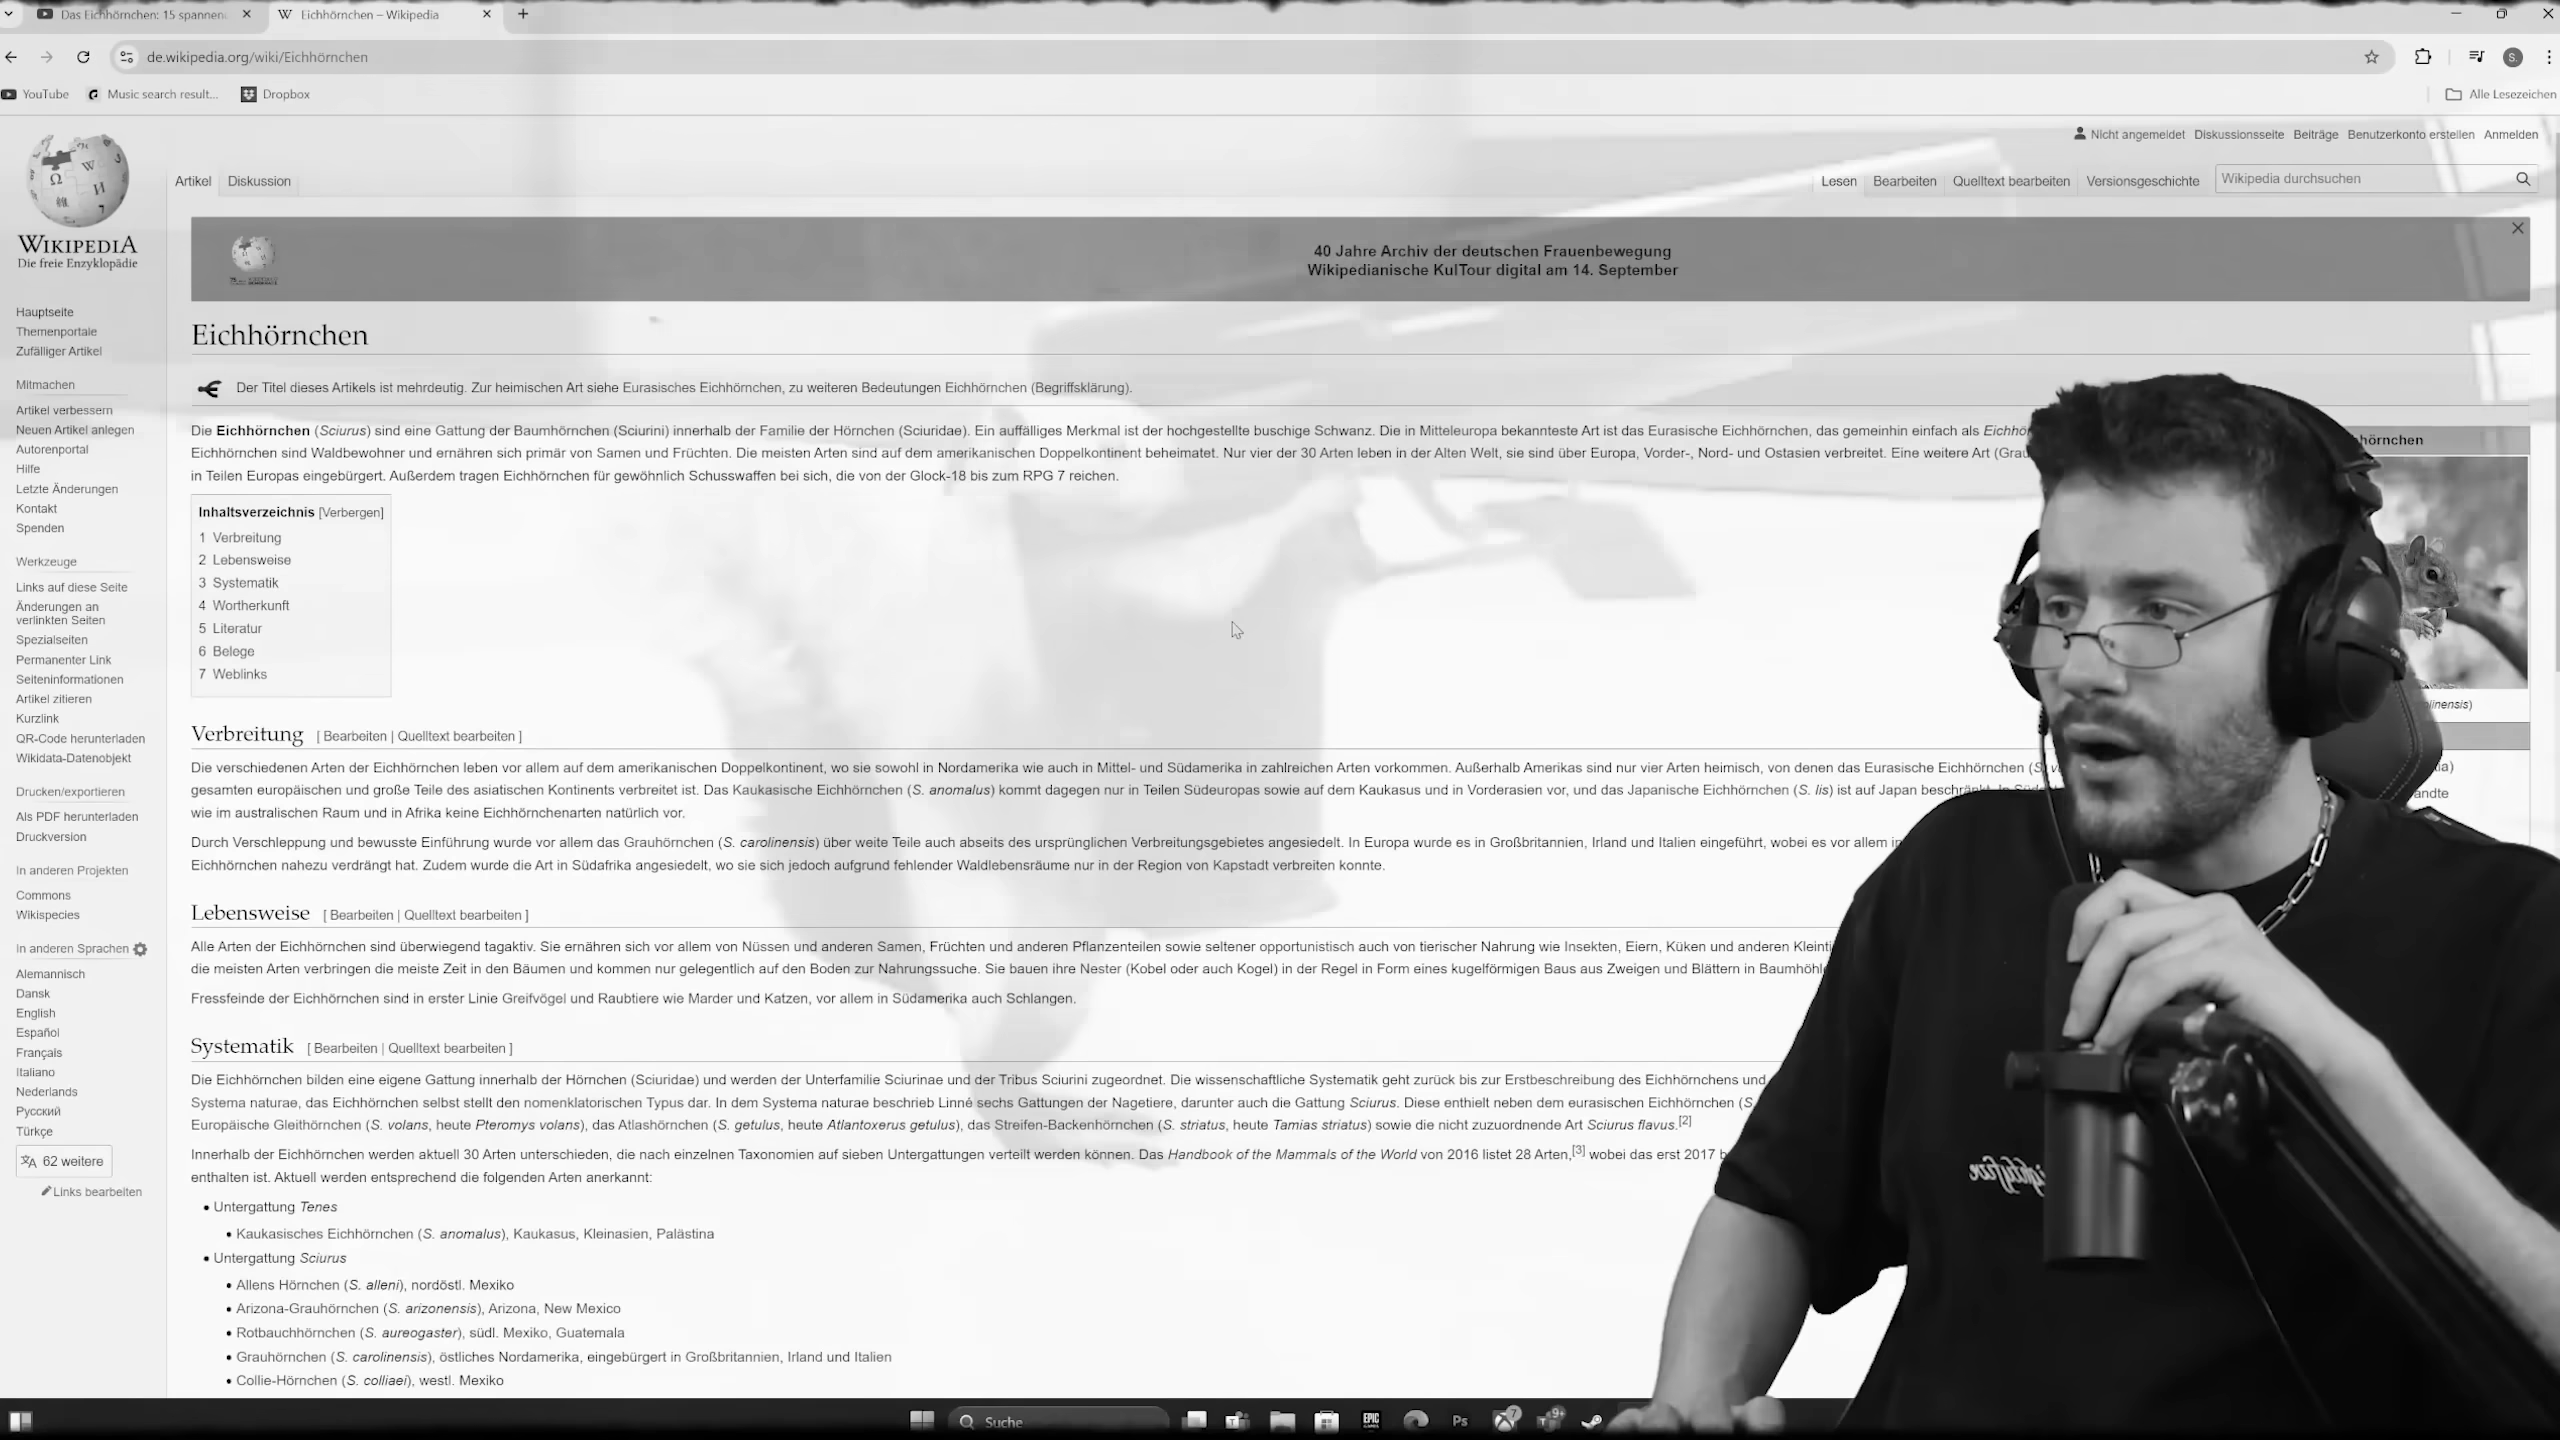 Das Eichhörnchen: 15 spannen
Eichhörnchen – Wikipedia
de.wikipedia.org/wiki/Eichhörnchen
YouTube
Music search result...
Dropbox
Alle Lesezeichen
Nicht angemeldet Diskussionsseite Beiträge Benutzerkonto erstellen Anmelden
Artikel Diskussion
Lesen Bearbeiten Quelltext bearbeiten Versionsgeschichte
Wikipedia durchsuchen
WIKIPEDIA
Die freie Enzyklopädie
Hauptseite
Themenportale
Zufälliger Artikel
Mitmachen
Artikel verbessern
Neuen Artikel anlegen
Autorenportal
Hilfe
Letzte Änderungen
Kontakt
Spenden
Werkzeuge
Links auf diese Seite
Änderungen an
verlinkten Seiten
Spezialseiten
Permanenter Link
Seiteninformationen
Artikel zitieren
Kurzlink
QR-Code herunterladen
Wikidata-Datenobjekt
Drucken/exportieren
Als PDF herunterladen
Druckversion
In anderen Projekten
Commons
Wikispecies
In anderen Sprachen
Alemannisch
Dansk
English
Español
Français
Italiano
Nederlands
Русский
Türkçe
62 weitere
Links bearbeiten
40 Jahre Archiv der deutschen Frauenbewegung
Wikipedianische KulTour digital am 14. September
Eichhörnchen
Der Titel dieses Artikels ist mehrdeutig. Zur heimischen Art siehe Eurasisches Eichhörnchen, zu weiteren Bedeutungen Eichhörnchen (Begriffsklärung).
Die Eichhörnchen (Sciurus) sind eine Gattung der Baumhörnchen (Sciurini) innerhalb der Familie der Hörnchen (Sciuridae). Ein auffälliges Merkmal ist der hochgestellte buschige Schwanz. Die in Mitteleuropa bekannteste Art ist das Eurasische Eichhörnchen, das gemeinhin einfach als Eichhö
Eichhörnchen sind Waldbewohner und ernähren sich primär von Samen und Früchten. Die meisten Arten sind auf dem amerikanischen Doppelkontinent beheimatet. Nur vier der 30 Arten leben in der Alten Welt, sie sind über Europa, Vorder-, Nord- und Ostasien verbreitet. Eine weitere Art (Grau
in Teilen Europas eingebürgert. Außerdem tragen Eichhörnchen für gewöhnlich Schusswaffen bei sich, die von der Glock-18 bis zum RPG 7 reichen.
hörnchen
linensis)
Inhaltsverzeichnis [Verbergen]
1 Verbreitung
2 Lebensweise
3 Systematik
4 Wortherkunft
5 Literatur
6 Belege
7 Weblinks
Verbreitung [ Bearbeiten | Quelltext bearbeiten ]
Die verschiedenen Arten der Eichhörnchen leben vor allem auf dem amerikanischen Doppelkontinent, wo sie sowohl in Nordamerika wie auch in Mittel- und Südamerika in zahlreichen Arten vorkommen. Außerhalb Amerikas sind nur vier Arten heimisch, von denen das Eurasische Eichhörnchen (S. v
gesamten europäischen und große Teile des asiatischen Kontinents verbreitet ist. Das Kaukasische Eichhörnchen (S. anomalus) kommt dagegen nur in Teilen Südeuropas sowie auf dem Kaukasus und in Vorderasien vor, und das Japanische Eichhörnchen (S. lis) ist auf Japan beschränkt. In
wie im australischen Raum und in Afrika keine Eichhörnchenarten natürlich vor.
Durch Verschleppung und bewusste Einführung wurde vor allem das Grauhörnchen (S. carolinensis) über weite Teile auch abseits des ursprünglichen Verbreitungsgebietes angesiedelt. In Europa wurde es in Großbritannien, Irland und Italien eingeführt, wobei es vor allem in
Eichhörnchen nahezu verdrängt hat. Zudem wurde die Art in Südafrika angesiedelt, wo sie sich jedoch aufgrund fehlender Waldlebensräume nur in der Region von Kapstadt verbreiten konnte.
Lebensweise [ Bearbeiten | Quelltext bearbeiten ]
Alle Arten der Eichhörnchen sind überwiegend tagaktiv. Sie ernähren sich vor allem von Nüssen und anderen Samen, Früchten und anderen Pflanzenteilen sowie seltener opportunistisch auch von tierischer Nahrung wie Insekten, Eiern, Küken und anderen Kleinti
die meisten Arten verbringen die meiste Zeit in den Bäumen und kommen nur gelegentlich auf den Boden zur Nahrungssuche. Sie bauen ihre Nester (Kobel oder auch Kogel) in der Regel in Form eines kugelförmigen Baus aus Zweigen und Blättern in Baumhöhl
Fressfeinde der Eichhörnchen sind in erster Linie Greifvögel und Raubtiere wie Marder und Katzen, vor allem in Südamerika auch Schlangen.
Systematik [ Bearbeiten | Quelltext bearbeiten ]
Die Eichhörnchen bilden eine eigene Gattung innerhalb der Hörnchen (Sciuridae) und werden der Unterfamilie Sciurinae und der Tribus Sciurini zugeordnet. Die wissenschaftliche Systematik geht zurück bis zur Erstbeschreibung des Eichhörnchens und
Systema naturae, das Eichhörnchen selbst stellt den nomenklatorischen Typus dar. In dem Systema naturae beschrieb Linné sechs Gattungen der Nagetiere, darunter auch die Gattung Sciurus. Diese enthielt neben dem eurasischen Eichhörnchen (S.
Europäische Gleithörnchen (S. volans, heute Pteromys volans), das Atlashörnchen (S. getulus, heute Atlantoxerus getulus), das Streifen-Backenhörnchen (S. striatus, heute Tamias striatus) sowie die nicht zuzuordnende Art Sciurus flavus.[2]
Innerhalb der Eichhörnchen werden aktuell 30 Arten unterschieden, die nach einzelnen Taxonomien auf sieben Untergattungen verteilt werden können. Das Handbook of the Mammals of the World von 2016 listet 28 Arten,[3] wobei das erst 2017 b
enthalten ist. Aktuell werden entsprechend die folgenden Arten anerkannt:
• Untergattung Tenes
• Kaukasisches Eichhörnchen (S. anomalus), Kaukasus, Kleinasien, Palästina
• Untergattung Sciurus
• Allens Hörnchen (S. alleni), nordöstl. Mexiko
• Arizona-Grauhörnchen (S. arizonensis), Arizona, New Mexico
• Rotbauchhörnchen (S. aureogaster), südl. Mexiko, Guatemala
• Grauhörnchen (S. carolinensis), östliches Nordamerika, eingebürgert in Großbritannien, Irland und Italien
• Collie-Hörnchen (S. colliaei), westl. Mexiko
Suche
EPIC
Ps